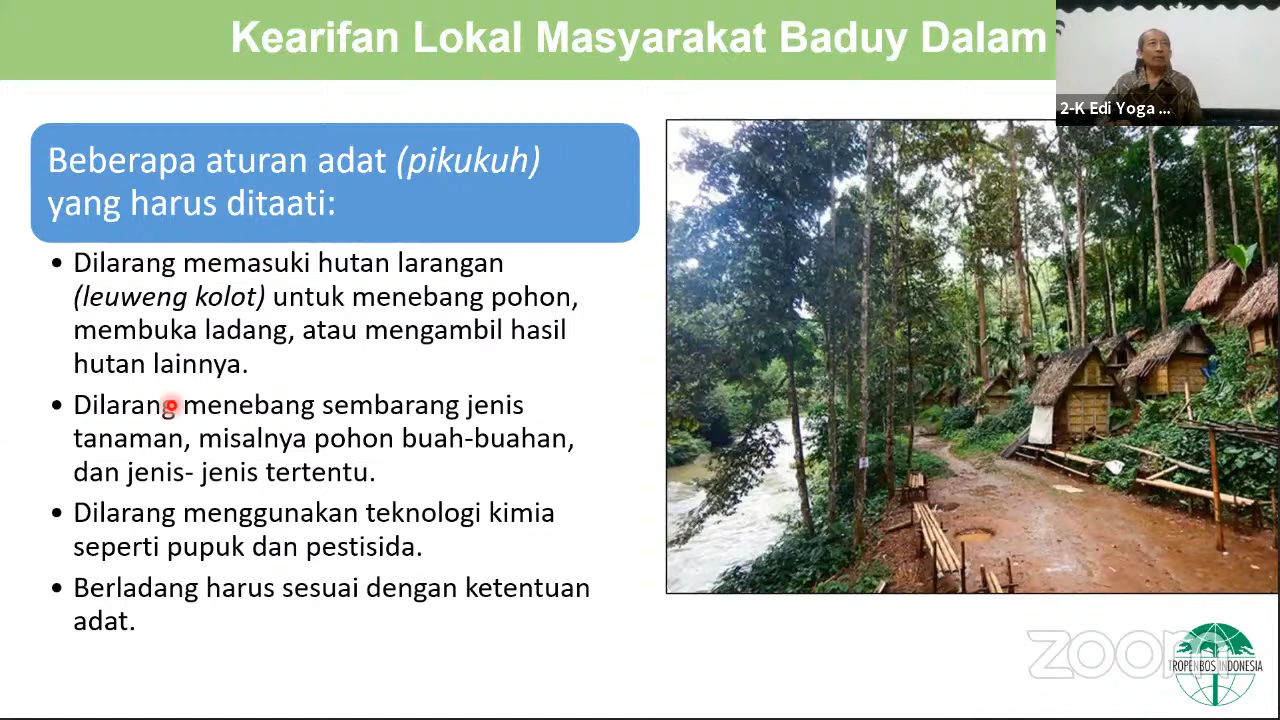 Kearifan Lokal Masyarakat Baduy Dalam
2-K Edi Yoga ...
Beberapa aturan adat (pikukuh)
yang harus ditaati:
• Dilarang memasuki hutan larangan
(leuweng kolot) untuk menebang pohon,
membuka ladang, atau mengambil hasil
hutan lainnya.
• Dilarang menebang sembarang jenis
tanaman, misalnya pohon buah-buahan,
dan jenis- jenis tertentu.
• Dilarang menggunakan teknologi kimia
seperti pupuk dan pestisida.
• Berladang harus sesuai dengan ketentuan
adat.
zoom
TROPENBOS INDONESIA